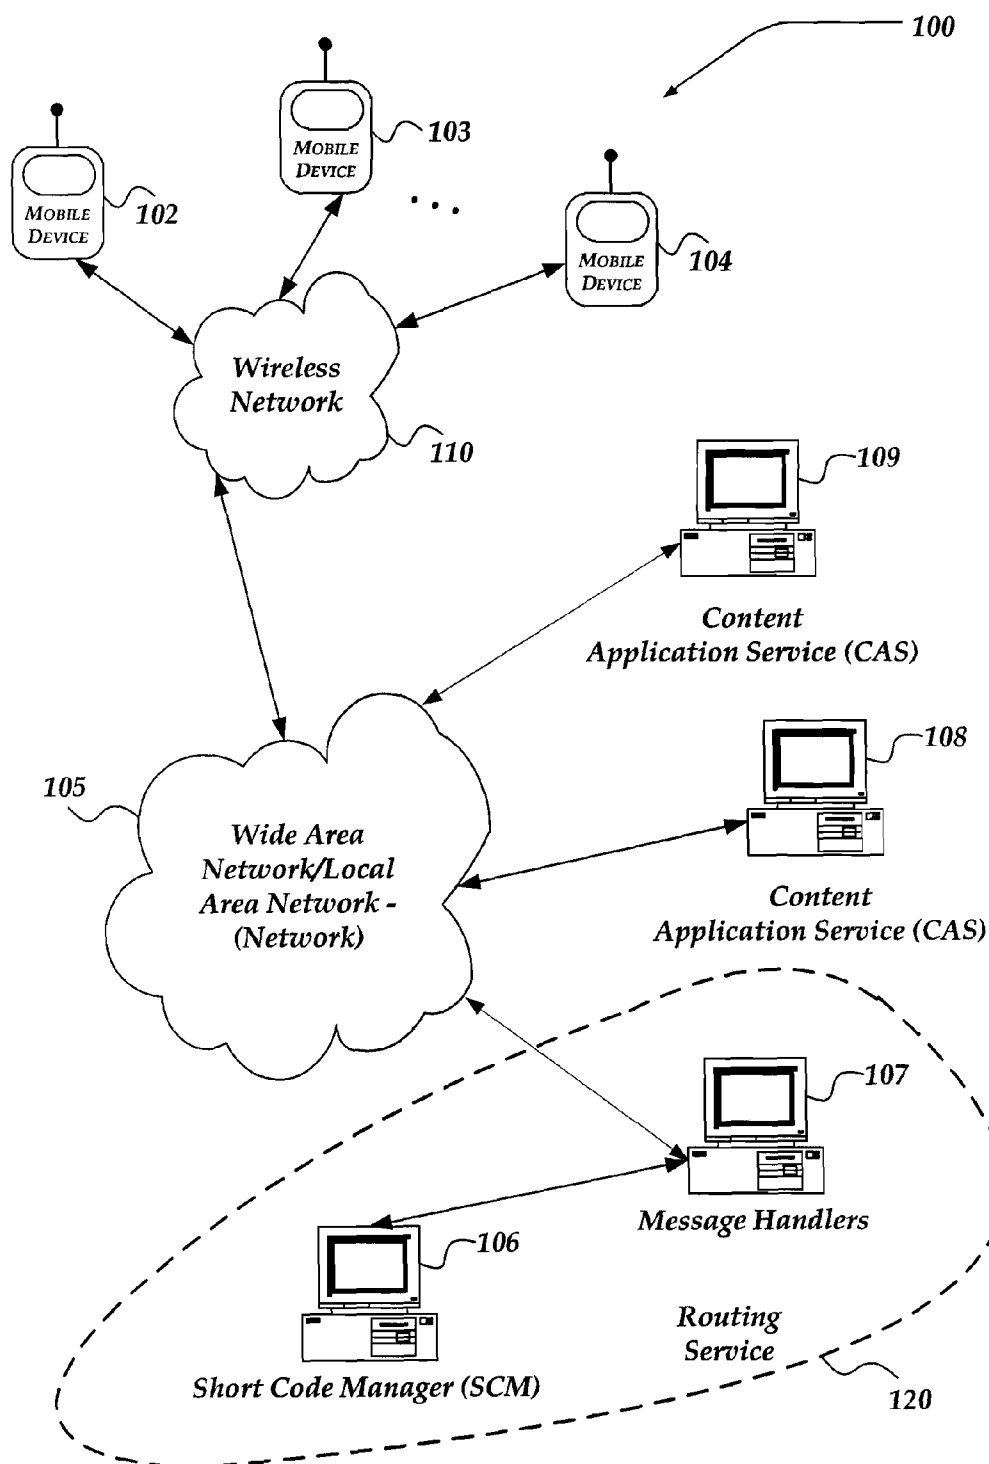 100
103
MOBILE
DEVICE
102
MOBILE
DEVICE
104
MOBILE
DEVICE
Wireless
Network
110
109
Content
Application Service (CAS)
108
105
Wide Area
Network/Local
Area Network -
(Network)
Content
Application Service (CAS)
107
Message Handlers
106
Routing
Service
Short Code Manager (SCM)
120